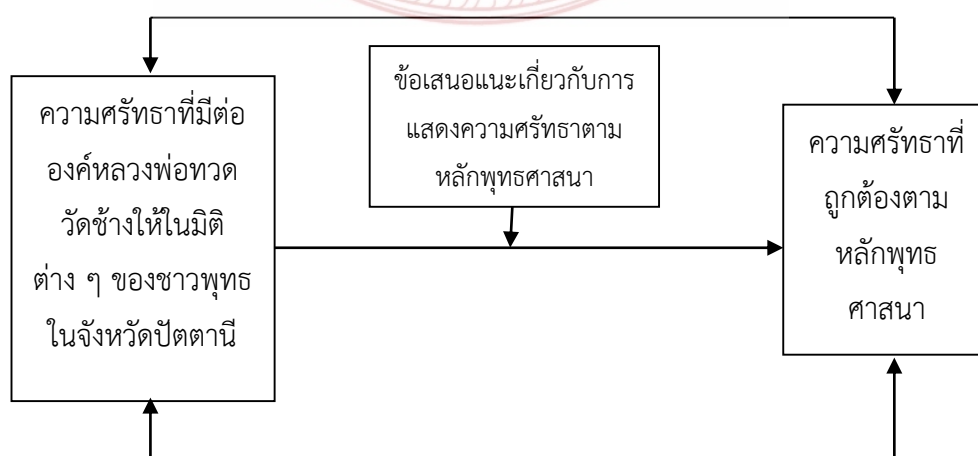 ความศรัทธาที่มีต่อ
องค์หลวงพ่อทวด
วัดช้างให้ในมิติ
ต่าง ๆ ของชาวพุทธ
ในจังหวัดปัตตานี
ข้อเสนอแนะเกี่ยวกับการ
แสดงความศรัทธาตาม
หลักพุทธศาสนา
ความศรัทธาที่
ถูกต้องตาม
หลักพุทธ
ศาสนา